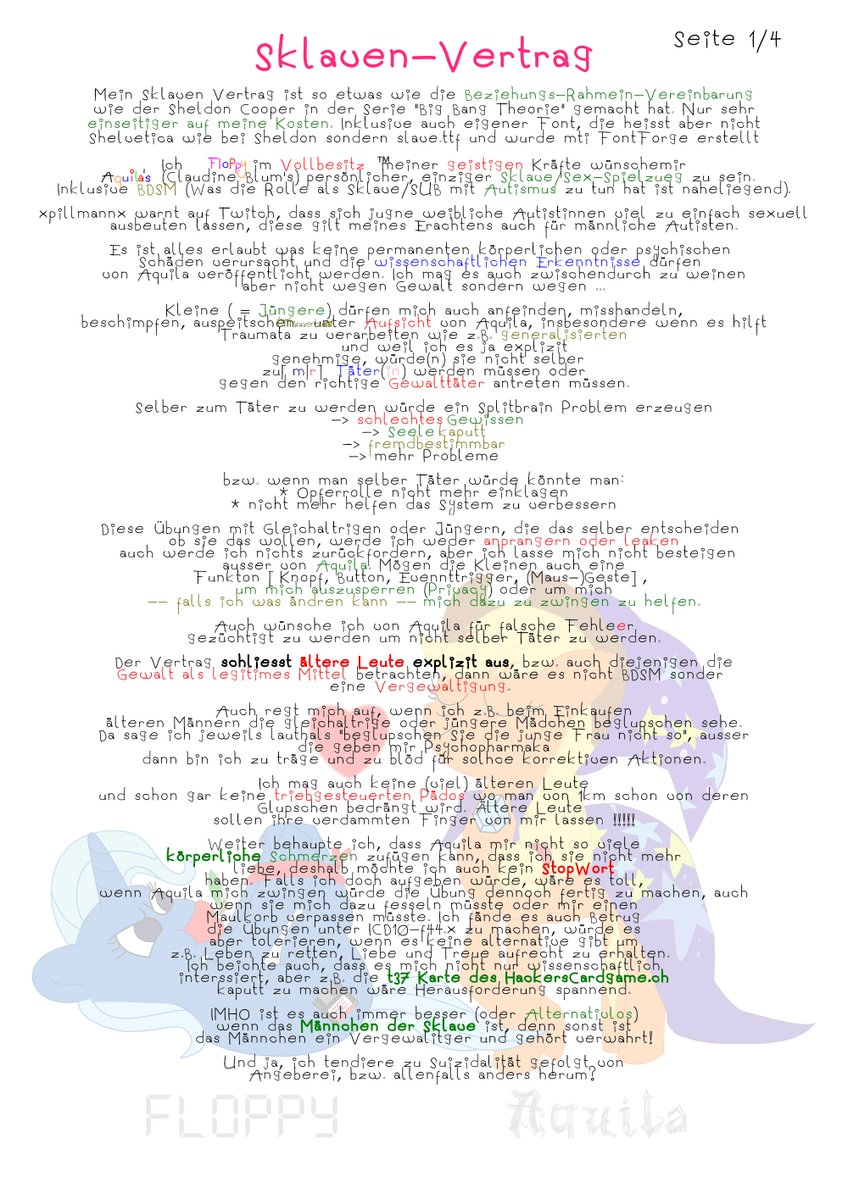 Seite 1/4
Sklaven-Vertrag
Mein Sklaven Vertrag ist so etwas wie die Beziehungs-Rahmein-Vereinbarung
wie der Sheldon Cooper in der Serie "Big Bang Theorie" gemacht hat. Nur sehr
einseitiger auf meine Kosten. Inklusive auch eigener Font, die heisst aber nicht
Shelvetica wie bei Sheldon sondern slave.ttf und wurde mti FontForge erstellt
Ich Floppy im Vollbesitz ™meiner geistigen Kräfte wünschemir
Aquila's (Claudine Blum's) persönlicher, einziger Sklave/Sex-Spielzueg zu sein.
Inklusive BDSM (Was die Rolle als Sklave/SUB mit Autismus zu tun hat ist naheliegend).
xpillmannx warnt auf Twitch, dass sich jugne weibliche Autistinnen viel zu einfach sexuell
ausbeuten lassen, diese gilt meines Erachtens auch für männliche Autisten.
Es ist alles erlaubt was keine permanenten körperlichen oder psychischen
Schäden verursacht und die wissenschaftlichen Erkenntnisse dürfen
von Aquila veröffentlicht werden. Ich mag es auch zwischendurch zu weinen
aber nicht wegen Gewalt sondern wegen ...
Kleine ( = Jüngere) dürfen mich auch anfeinden, misshandeln,
beschimpfen, auspeitschen unter Aufsicht von Aquila, insbesondere wenn es hilft
Traumata zu verarbeiten wie z.B. generalisierten
und weil ich es ja explizit
genehmige, würde(n) sie nicht selber
zu[ m|r] Täter(in) werden müssen oder
gegen den richtige Gewalttäter antreten müssen.
Selber zum Täter zu werden würde ein Splitbrain Problem erzeugen
-> schlechtes Gewissen
-> Seele kaputt
-> fremdbestimmbar
-> mehr Probleme
bzw. wenn man selber Täter würde könnte man:
* Opferrolle nicht mehr einklagen
* nicht mehr helfen das System zu verbessern
Diese Übungen mit Gleichaltrigen oder Jüngern, die das selber entscheiden
ob sie das wollen, werde ich weder anprangern oder leaken
auch werde ich nichts zurückfordern, aber ich lasse mich nicht besteigen
ausser von Aquila! Mögen die Kleinen auch eine
Funkton [ Knopf, Button, Evennttrigger, (Maus-)Geste] ,
um mich auszusperren (Privacy) oder um mich
-- falls ich was ändren kann -- mich dazu zu zwingen zu helfen.
Auch wünsche ich von Aquila für falsche Fehleer
gezüchtigt zu werden um nicht selber Täter zu werden.
Der Vertrag schliesst ältere Leute explizit aus, bzw. auch diejenigen die
Gewalt als legitimes Mittel betrachten, dann wäre es nicht BDSM sonder
eine Vergewaltigung.
Auch regt mich auf, wenn ich z.B. beim Einkaufen
älteren Männern die gleichaltrige oder jüngere Mädchen beglupschen sehe.
Da sage ich jeweils lauthals "beglupschen Sie die junge Frau nicht so", ausser
die geben mir Psychopharmaka
dann bin ich zu träge und zu blöd für solhce korrektiven Aktionen.
Ich mag auch keine (viel) älteren Leute
und schon gar keine triebgesteuerten Pädos wo man von 1km schon von deren
Glupschen bedrängt wird. Ältere Leute
sollen ihre verdammten Finger von mir lassen !!!!!
Weiter behaupte ich, dass Aquila mir nicht so viele
körperliche Schmerzen zufügen kann, dass ich sie nicht mehr
liebe, deshalb möchte ich auch kein StopWort
haben. Falls ich doch aufgeben würde, wäre es toll,
wenn Aquila mich zwingen würde die Übung dennoch fertig zu machen, auch
wenn sie mich dazu fesseln müsste oder mir einen
Maulkorb verpassen müsste. Ich fände es auch Betrug
die Übungen unter ICD10-f44.x zu machen, würde es
aber tolerieren, wenn es keine alternative gibt um
z.B. Leben zu retten, Liebe und Treue aufrecht zu erhalten.
Ich beichte auch, dass es mich nicht nur wissenschaftlich
interssiert, aber z.B. die t37 Karte des HackersCardgame.ch
kaputt zu machen wäre Herausforderung spannend.
IMHO ist es auch immer besser (oder Alternativlos)
wenn das Männchen der Sklave ist, denn sonst ist
das Männchen ein Vergewalitger und gehört verwahrt!
Und ja, ich tendiere zu Suizidalität gefolgt von
Angeberei, bzw. allenfalls anders herum?
FLOPPY
Aquila